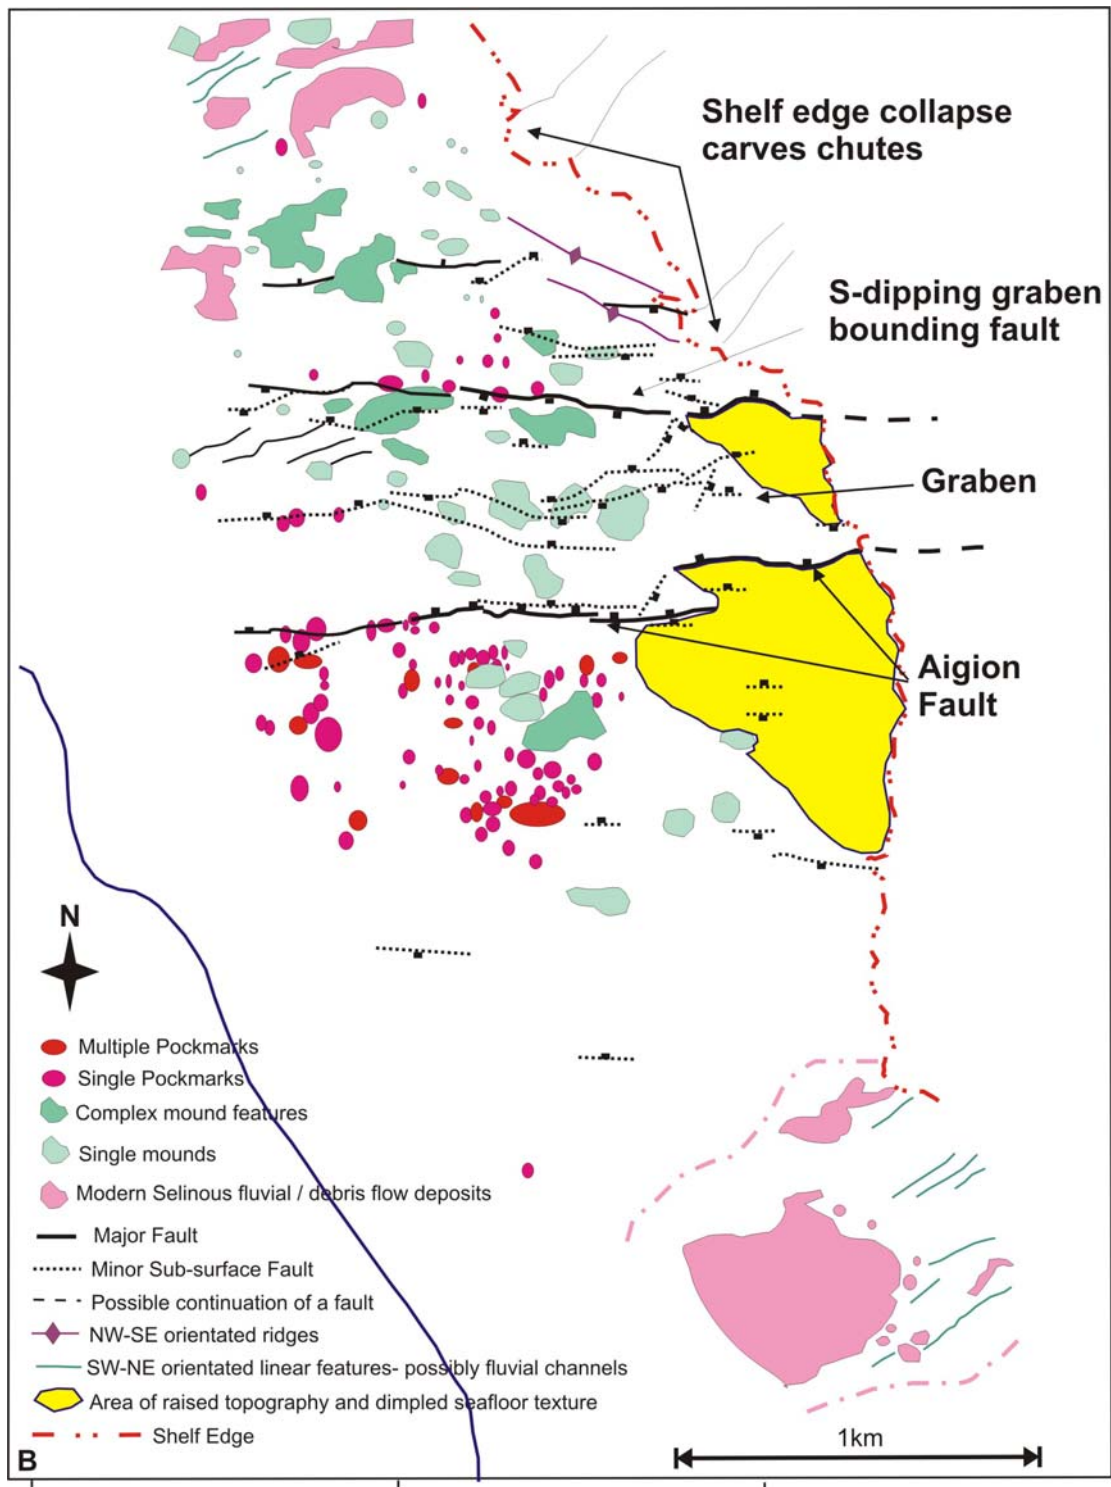 Shelf edge collapse
carves chutes
S-dipping graben
bounding fault
Graben
Aigion
Fault
N
Multiple Pockmarks
Single Pockmarks
Complex mound features
Single mounds
Modern Selinous fluvial / debris flow deposits
Major Fault
Minor Sub-surface Fault
Possible continuation of a fault
NW-SE orientated ridges
SW-NE orientated linear features- possibly fluvial channels
Area of raised topography and dimpled seafloor texture
Shelf Edge
1km
B